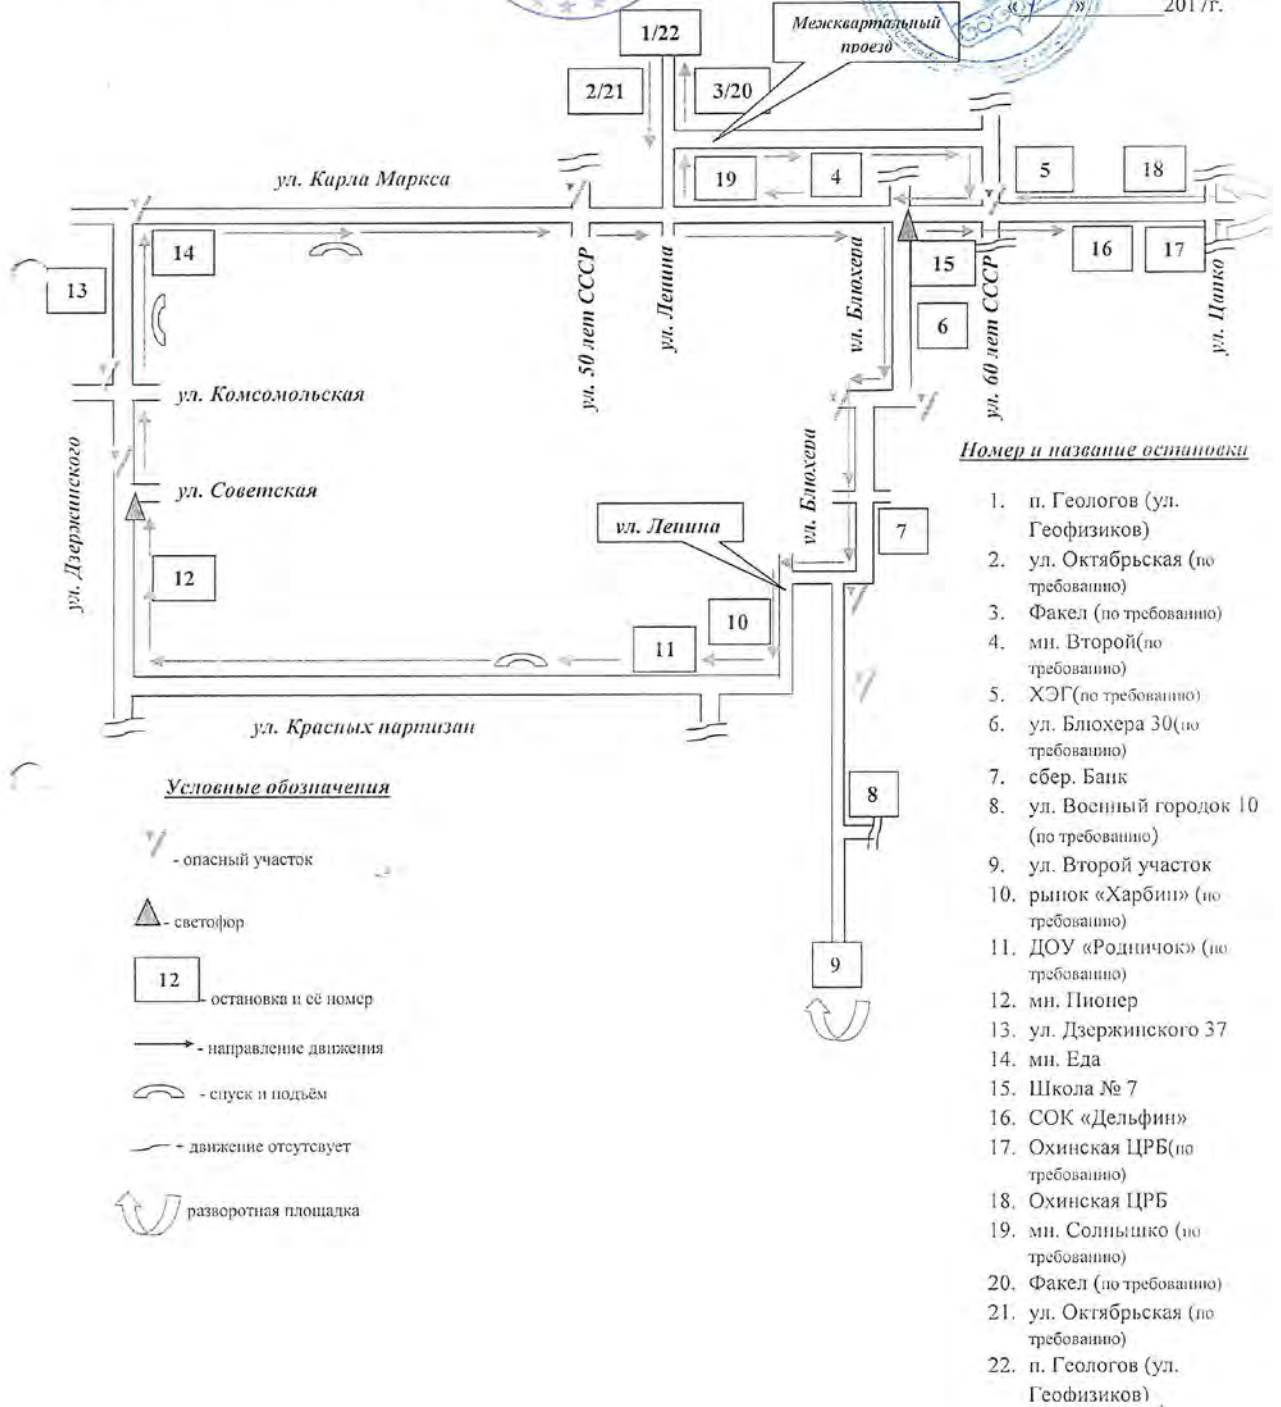 « » 2017г.
1/22
Межквартальный
проезд
2/21
3/20
19
4
5
18
ул. Карла Маркса
14
13
15
16
17
6
ул. 50 лет СССР
ул. Ленина
ул. Блюхера
ул. 60 лет СССР
ул. Цапко
ул. Комсомольская
ул. Дзержинского
ул. Советская
ул. Блюхера
ул. Ленина
7
12
10
11
ул. Красных партизан
8
9
Номер и название остановки
1. п. Геологов (ул.
Геофизиков)
2. ул. Октябрьская (по
требованию)
3. Факел (по требованию)
4. мн. Второй(по
требованию)
5. ХЭГ(по требованию)
6. ул. Блюхера 30(по
требованию)
7. сбер. Банк
8. ул. Военный городок 10
(по требованию)
9. ул. Второй участок
10. рынок «Харбин» (по
требованию)
11. ДОУ «Родничок» (по
требованию)
12. мн. Пионер
13. ул. Дзержинского 37
14. мн. Еда
15. Школа № 7
16. СОК «Дельфин»
17. Охинская ЦРБ(по
требованию)
18. Охинская ЦРБ
19. мн. Солнышко (по
требованию)
20. Факел (по требованию)
21. ул. Октябрьская (по
требованию)
22. п. Геологов (ул.
Геофизиков)
Условные обозначения
- опасный участок
- светофор
12
- остановка и её номер
- направление движения
- спуск и подъём
- движение отсутсвует
разворотная площадка